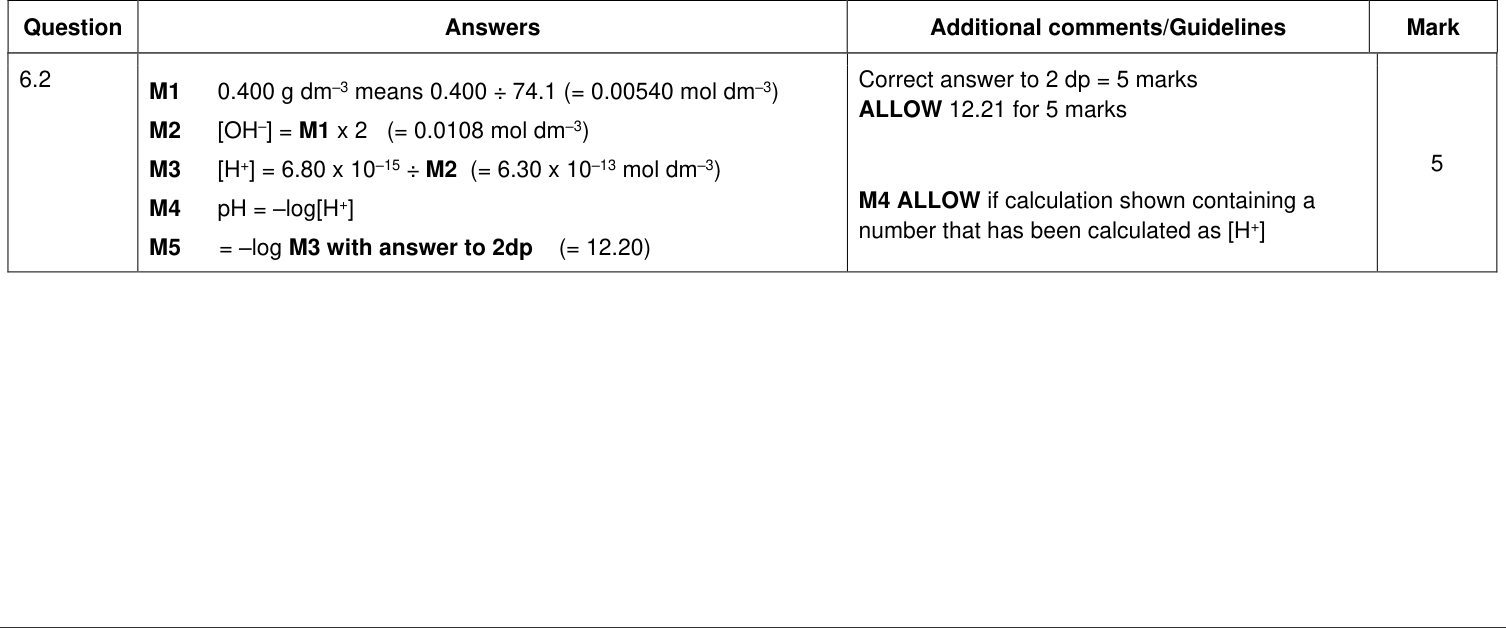 Question Answers Additional comments/Guidelines Mark
6.2
M1 0.400 g dm⁻³ means 0.400 ÷ 74.1 (= 0.00540 mol dm⁻³)
M2 [OH⁻] = M1 x 2 (= 0.0108 mol dm⁻³)
M3 [H⁺] = 6.80 x 10⁻¹⁵ ÷ M2 (= 6.30 x 10⁻¹³ mol dm⁻³)
M4 pH = –log[H⁺]
M5 = –log M3 with answer to 2dp (= 12.20)
Correct answer to 2 dp = 5 marks
ALLOW 12.21 for 5 marks
M4 ALLOW if calculation shown containing a
number that has been calculated as [H⁺]
5